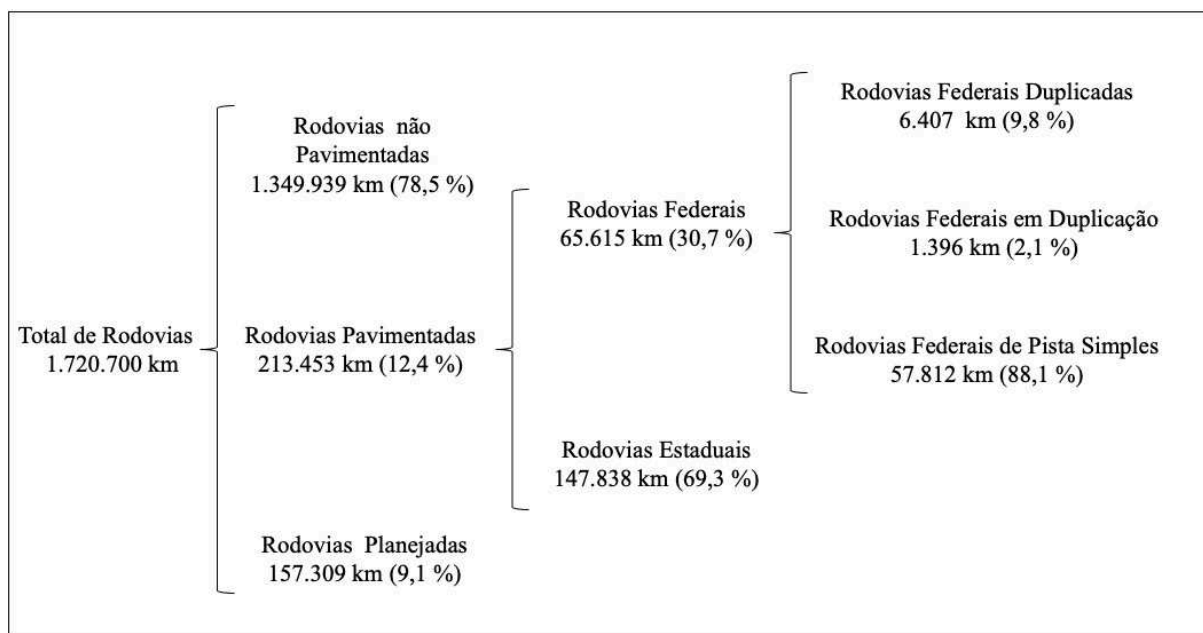 Total de Rodovias
1.720.700 km
Rodovias não
Pavimentadas
1.349.939 km (78,5 %)
Rodovias Pavimentadas
213.453 km (12,4 %)
Rodovias Planejadas
157.309 km (9,1 %)
Rodovias Federais
65.615 km (30,7 %)
Rodovias Estaduais
147.838 km (69,3 %)
Rodovias Federais Duplicadas
6.407 km (9,8 %)
Rodovias Federais em Duplicação
1.396 km (2,1 %)
Rodovias Federais de Pista Simples
57.812 km (88,1 %)